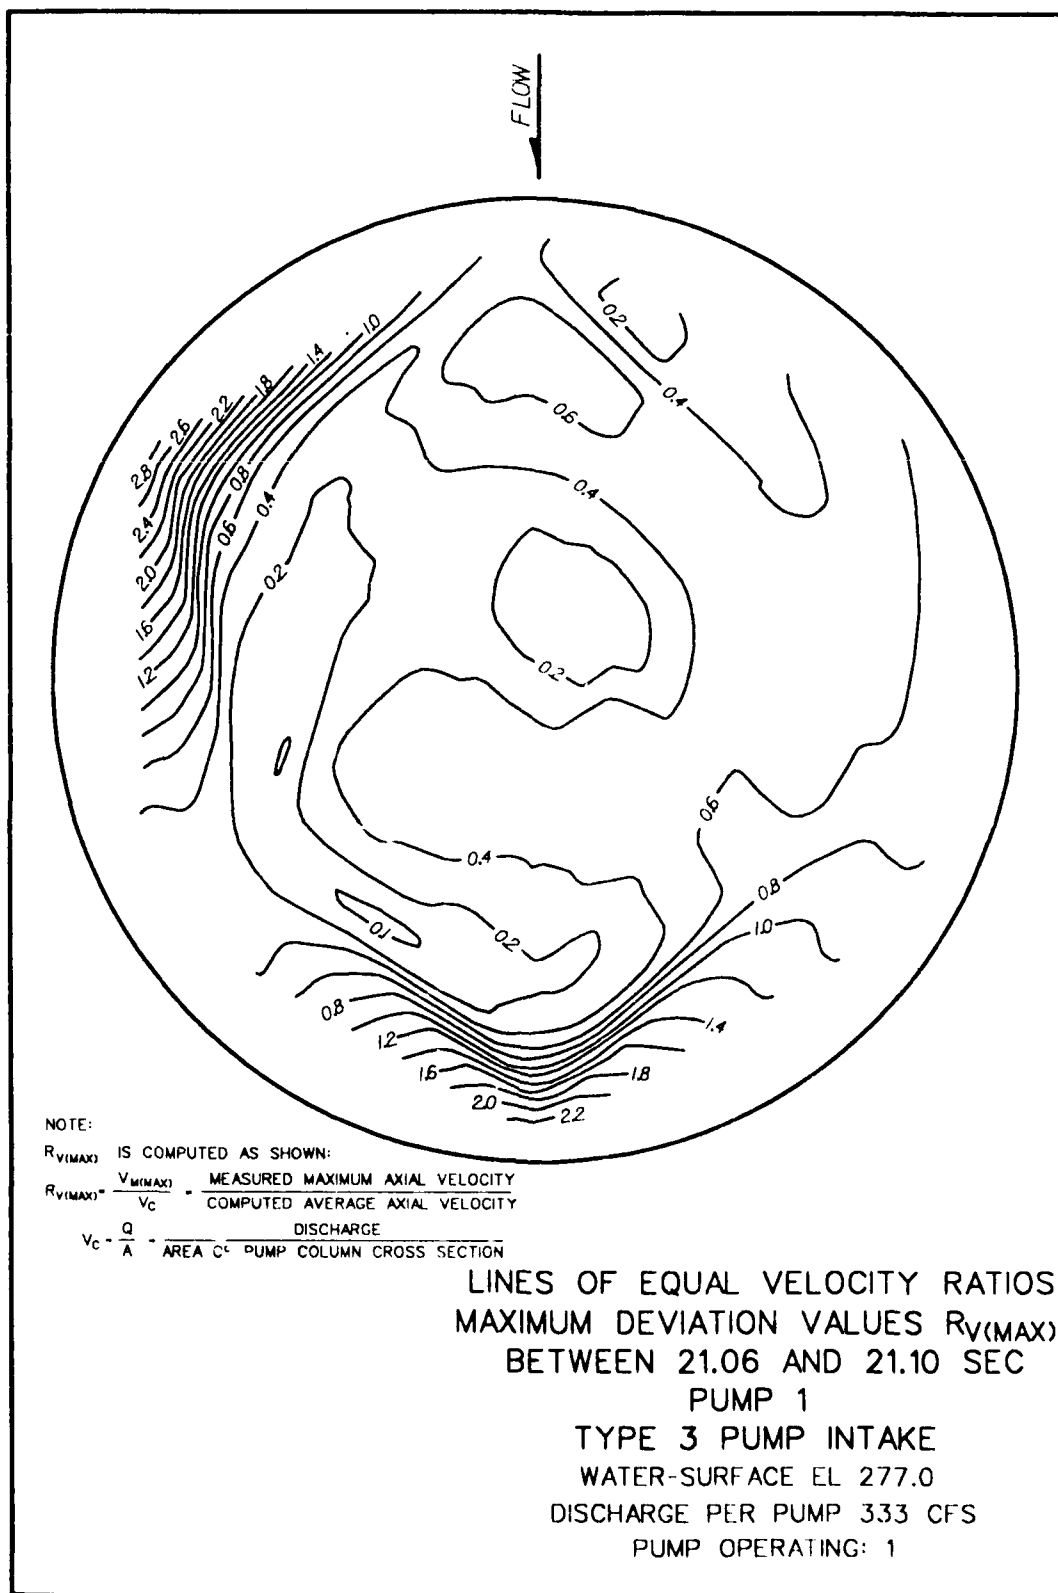 FLOW
1.0
1.4
1.8
2.2
2.6
2.8
2.4
2.0
1.6
1.2
0.8
0.6
0.4
0.2
0.2
0.4
0.6
0.4
0.2
0.6
0.4
0.8
1.0
0.1
0.2
1.4
0.8
1.2
1.6
1.8
2.0
2.2
NOTE:
RV(MAX) IS COMPUTED AS SHOWN:
RV(MAX) = VM(MAX) / VC = MEASURED MAXIMUM AXIAL VELOCITY / COMPUTED AVERAGE AXIAL VELOCITY
VC = Q / A = DISCHARGE / AREA PUMP COLUMN CROSS SECTION
LINES OF EQUAL VELOCITY RATIOS
MAXIMUM DEVIATION VALUES RV(MAX)
BETWEEN 21.06 AND 21.10 SEC
PUMP 1
TYPE 3 PUMP INTAKE
WATER-SURFACE EL 277.0
DISCHARGE PER PUMP 333 CFS
PUMP OPERATING: 1